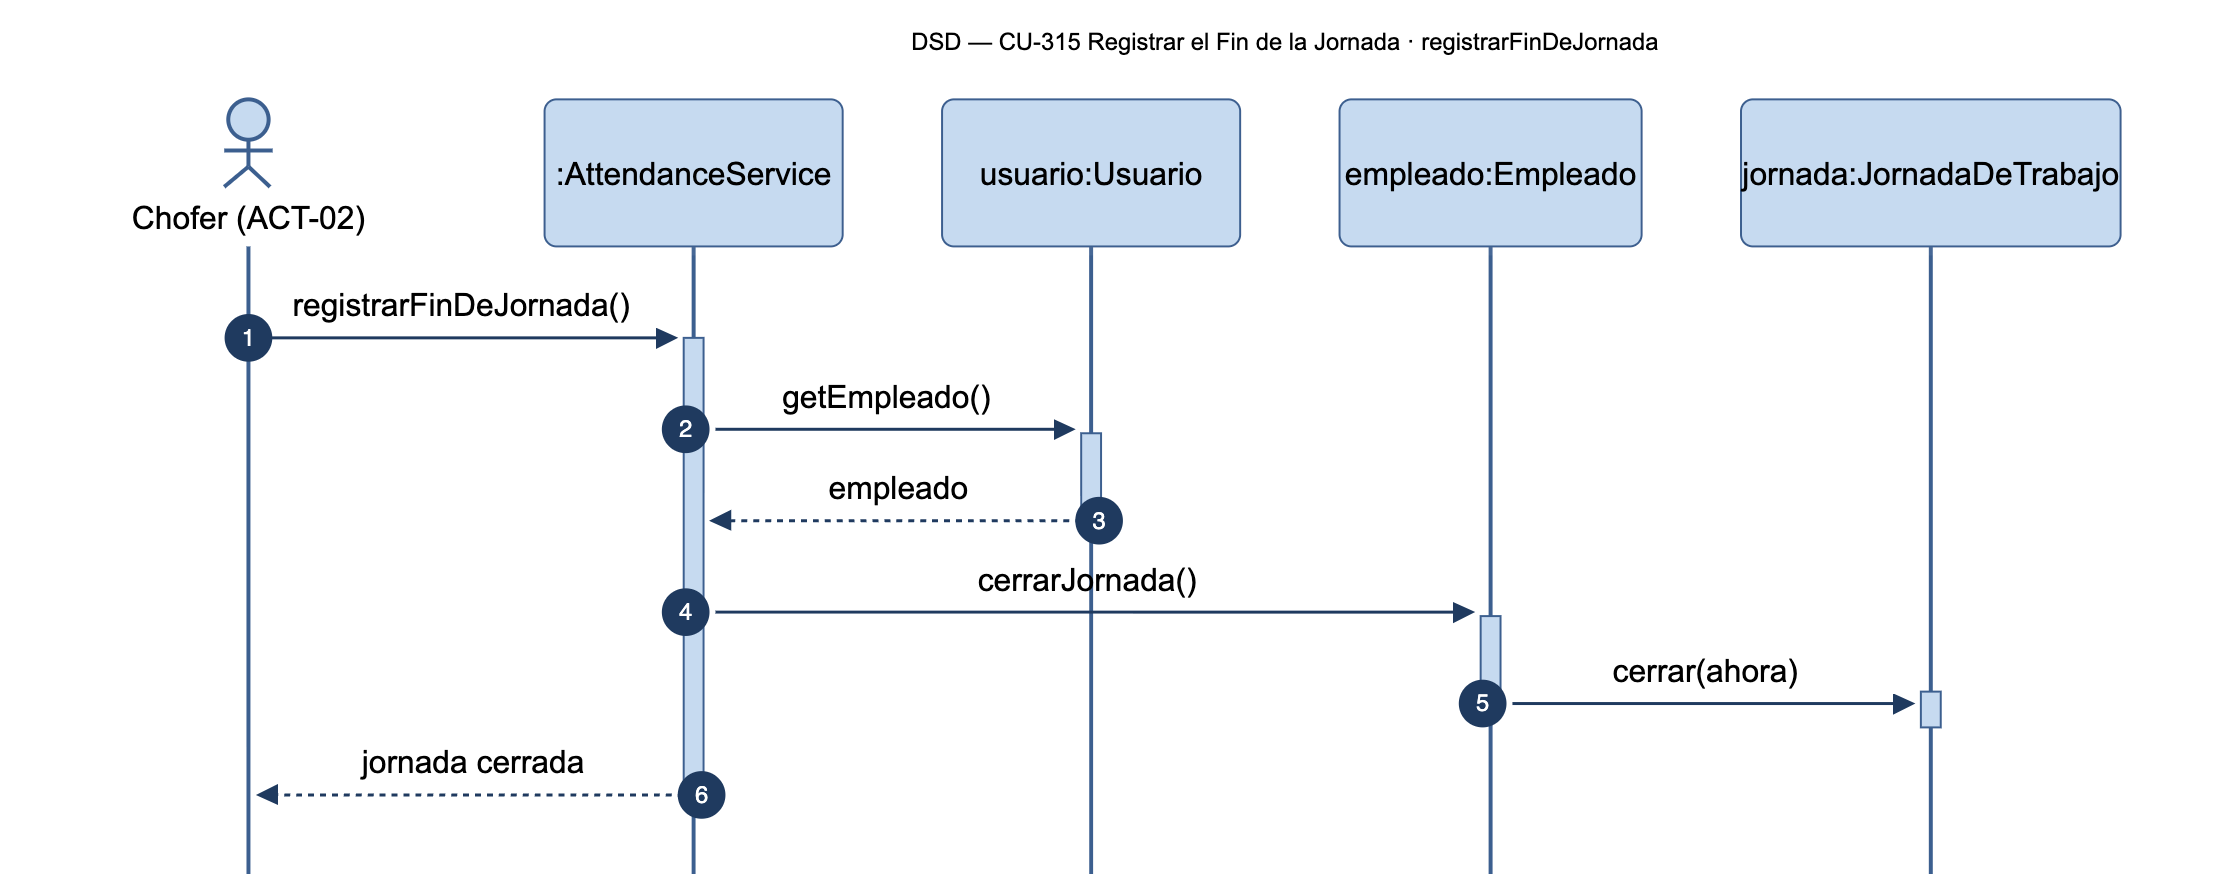 DSD — CU-315 Registrar el Fin de la Jornada · registrarFinDeJornada
Chofer (ACT-02)
:AttendanceService
usuario:Usuario
empleado:Empleado
jornada:JornadaDeTrabajo
registrarFinDeJornada()
1
getEmpleado()
2
empleado
3
cerrarJornada()
4
cerrar(ahora)
5
jornada cerrada
6